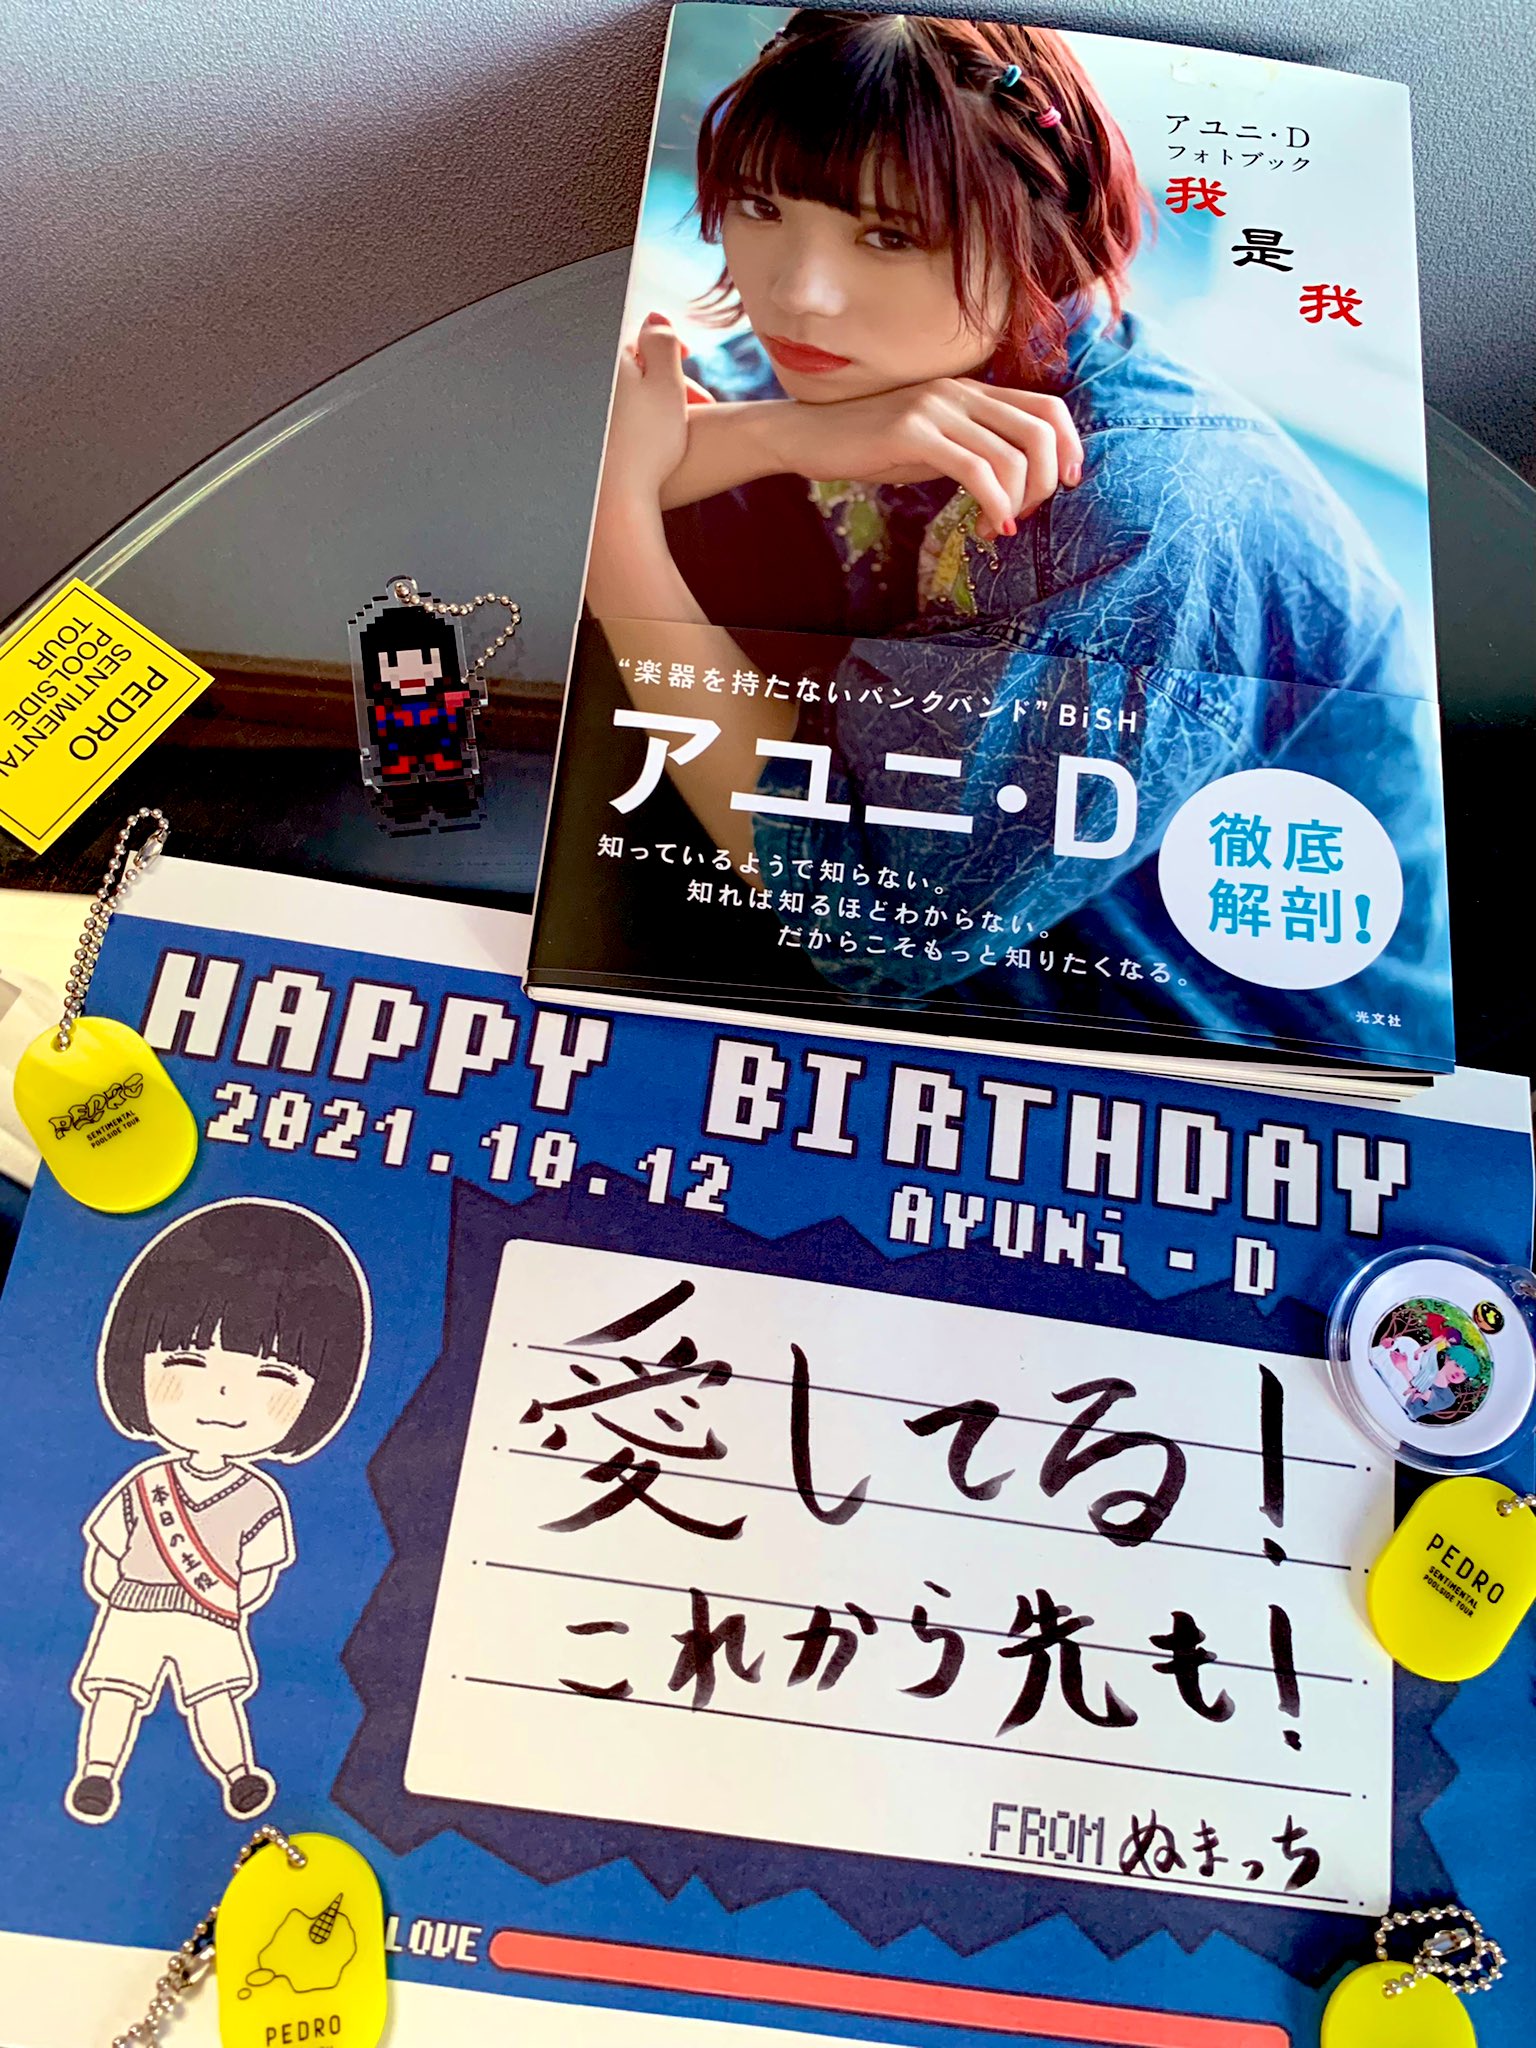 アユニ・D
フォトブック
我
是
我
“楽器を持たないパンクバンド”BiSH
アユニ・D
知っているようで知らない。
知れば知るほどわからない。
だからこそもっと知りたくなる。
徹底
解剖!
光文社
PEDRO
SENTIMENTAL
POOLSIDE
TOUR
HAPPY BIRTHDAY
2021.10.12
AYUNi-D
PEDRO
SENTIMENTAL
POOLSIDE TOUR
本日の主役
愛してる!
これから先も!
FROM ぬまっち
PEDRO
SENTIMENTAL
POOLSIDE TOUR
LOVE
PEDRO